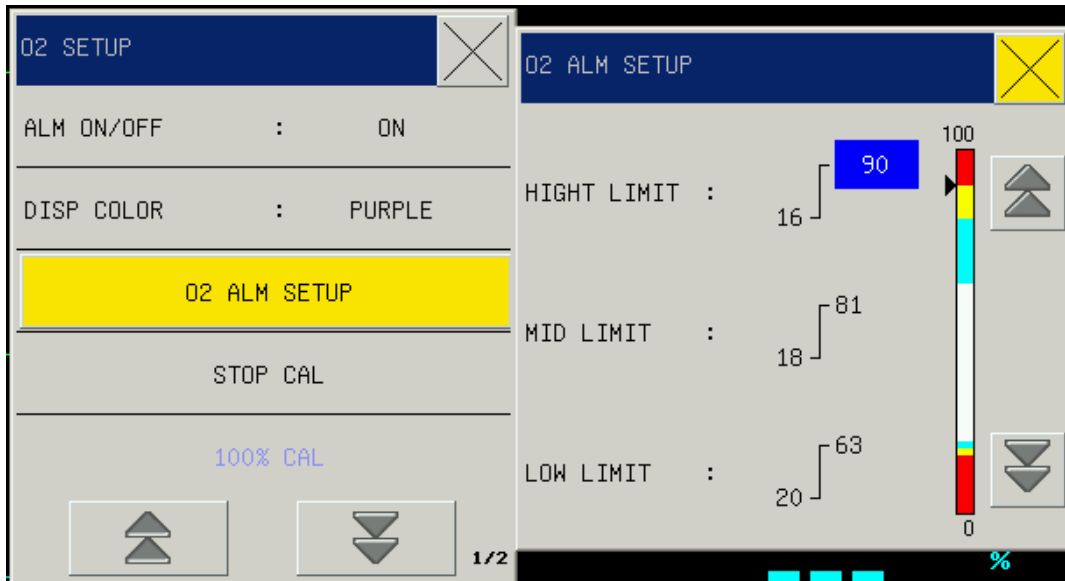 O2 SETUP
ALM ON/OFF : ON
DISP COLOR : PURPLE
O2 ALM SETUP
STOP CAL
100% CAL
1/2
O2 ALM SETUP
100
HIGHT LIMIT : 16 90
MID LIMIT : 18 81
LOW LIMIT : 20 63
0
%